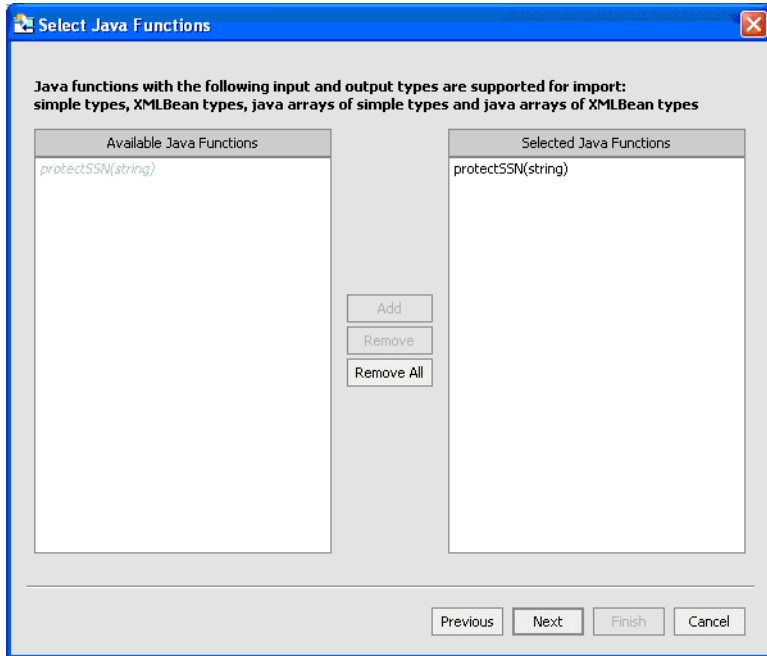 Select Java Functions
Java functions with the following input and output types are supported for import:
simple types, XMLBean types, java arrays of simple types and java arrays of XMLBean types
Available Java Functions
protectSSN(string)
Add
Remove
Remove All
Selected Java Functions
protectSSN(string)
Previous
Next
Finish
Cancel